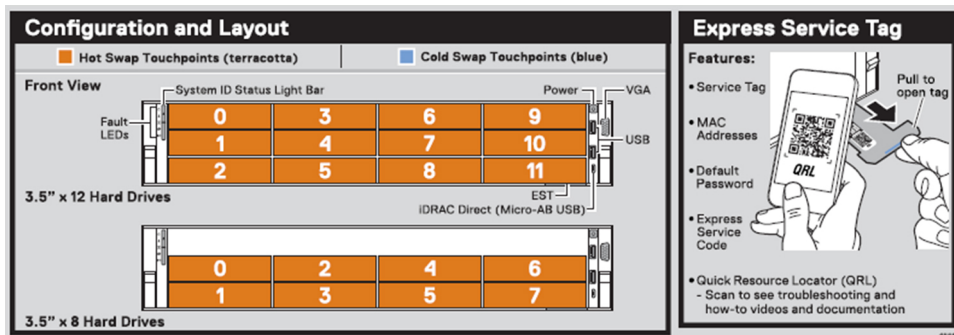 Configuration and Layout
Hot Swap Touchpoints (terracotta)
Cold Swap Touchpoints (blue)
Front View
System ID Status Light Bar
Power
VGA
Fault
LEDs
USB
0 3 6 9
1 4 7 10
2 5 8 11
3.5" x 12 Hard Drives
EST
iDRAC Direct (Micro-AB USB)
0 2 4 6
1 3 5 7
3.5" x 8 Hard Drives
Express Service Tag
Features:
• Service Tag
• MAC
Addresses
• Default
Password
• Express
Service
Code
Pull to
open tag
QRL
• Quick Resource Locator (QRL)
- Scan to see troubleshooting and
how-to videos and documentation